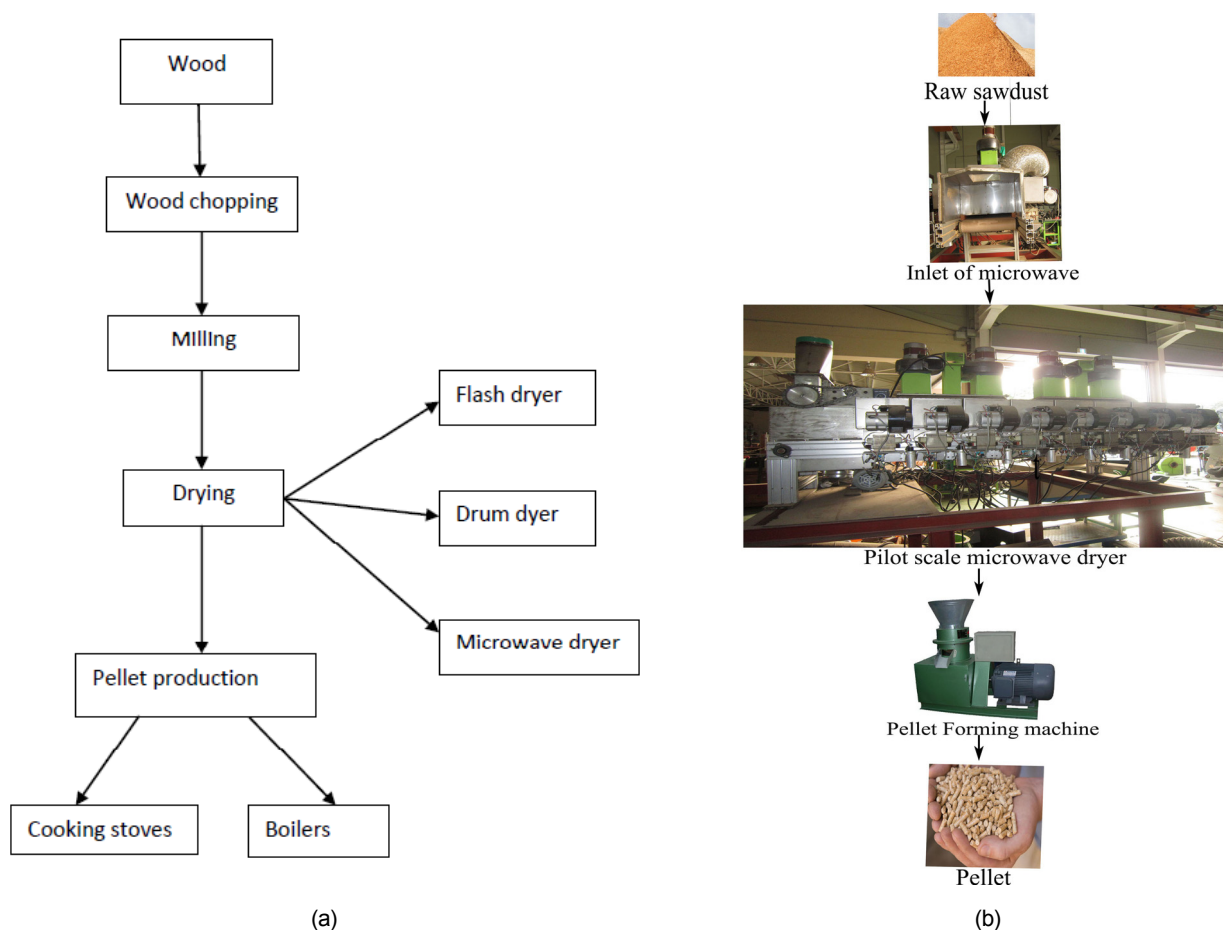 Wood
Wood chopping
Milling
Drying
Flash dryer
Drum dyer
Microwave dryer
Pellet production
Cooking stoves
Boilers
(a)
Raw sawdust
Inlet of microwave
Pilot scale microwave dryer
Pellet Forming machine
Pellet
(b)